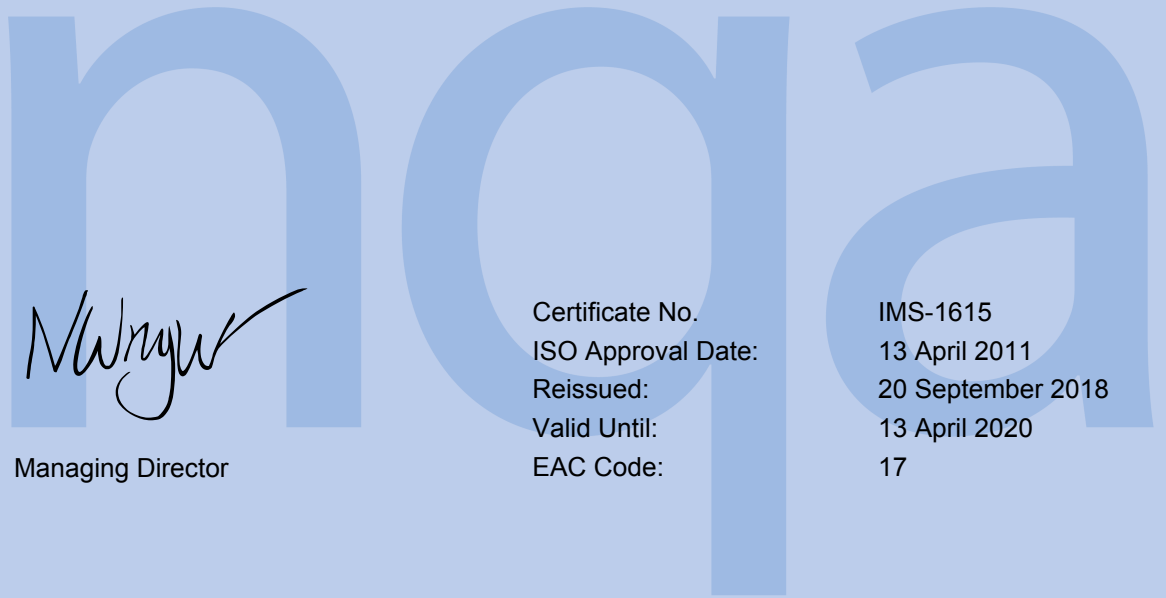 nqa
Certificate No. IMS-1615
ISO Approval Date: 13 April 2011
Reissued: 20 September 2018
Valid Until: 13 April 2020
EAC Code: 17
Managing Director